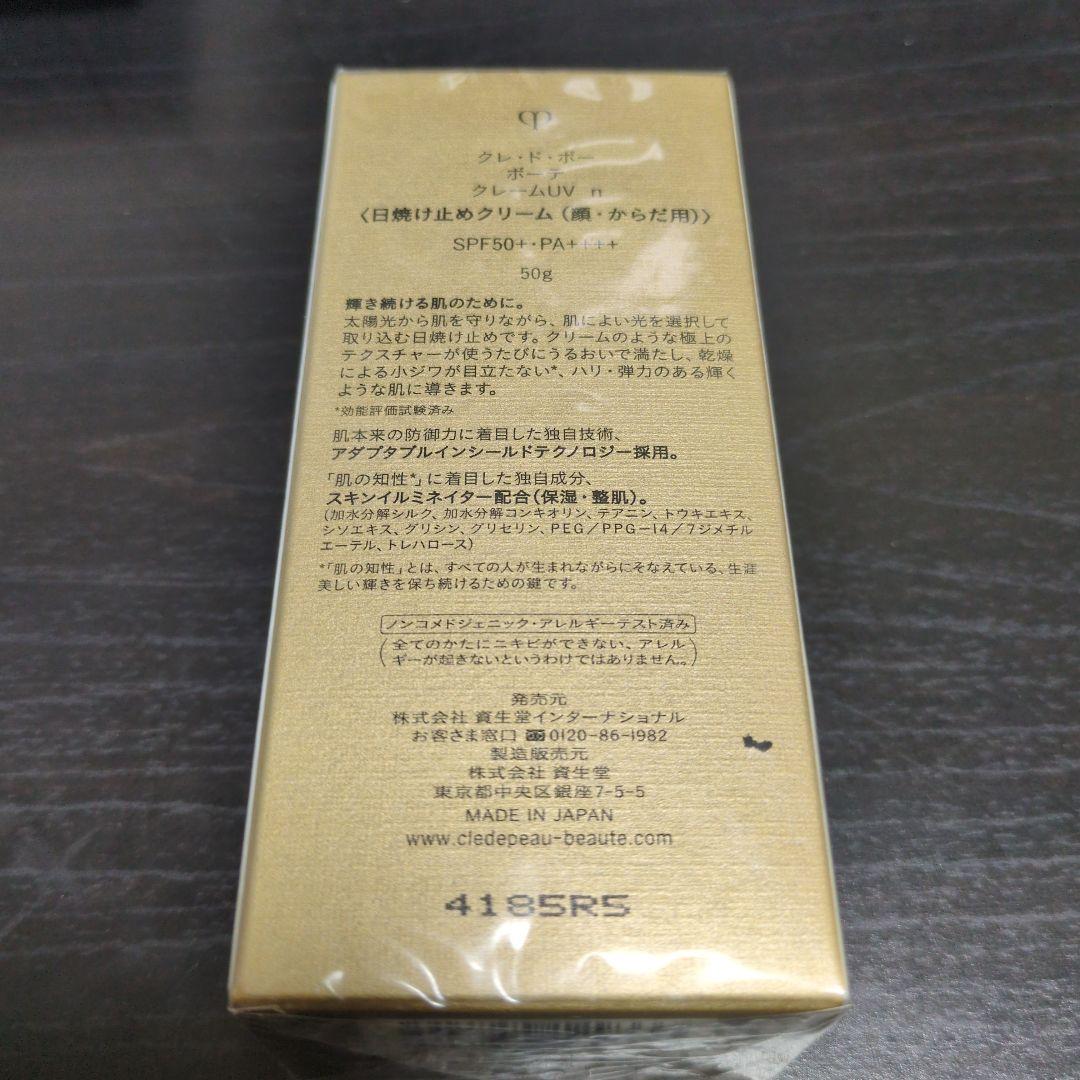 クレ・ド・ポー
ボーテ
クレームUV n
〈日焼け止めクリーム（顔・からだ用）〉
SPF50+・PA++++
50g
輝き続ける肌のために。
太陽光から肌を守りながら、肌によい光を選択して
取り込む日焼け止めです。クリームのような極上の
テクスチャーが使うたびにうるおいで満たし、乾燥
による小ジワが目立たない*、ハリ・弾力のある輝く
ような肌に導きます。
*効能評価試験済み
肌本来の防御力に着目した独自技術、
アダプタブルインシールドテクノロジー採用。
「肌の知性*」に着目した独自成分、
スキンイルミネイター配合（保湿・整肌）。
（加水分解シルク、加水分解コンキオリン、テアニン、トウキエキス、
シソエキス、グリシン、グリセリン、PEG／PPG－14／7ジメチル
エーテル、トレハロース）
*「肌の知性」とは、すべての人が生まれながらにそなえている、生涯
美しい輝きを保ち続けるための鍵です。
ノンコメドジェニック・アレルギーテスト済み
（全てのかたにニキビができない、アレル
ギーが起きないというわけではありません。）
発売元
株式会社 資生堂インターナショナル
お客さま窓口 0120-86-1982
製造販売元
株式会社 資生堂
東京都中央区銀座7-5-5
MADE IN JAPAN
www.cledepeau-beaute.com
4185R5